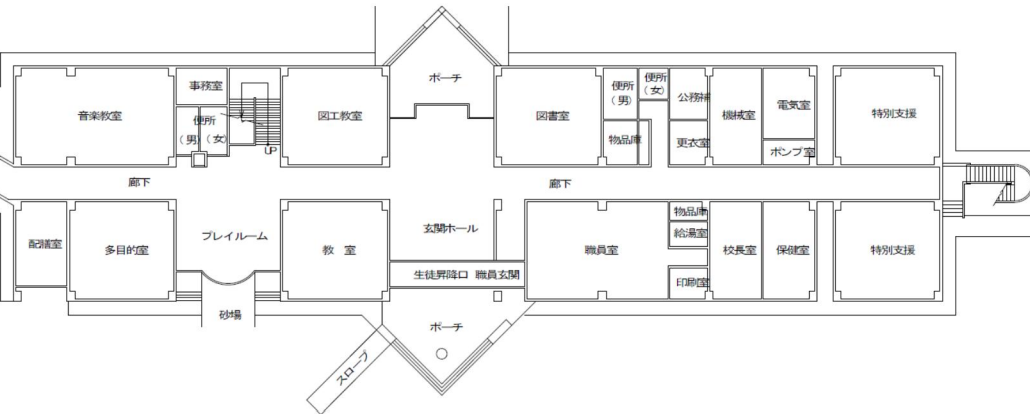 ポーチ
事務室
便所
（男）
（女）
UP
音楽教室
図工教室
図書室
便所
（男）
便所
（女）
物品庫
公務補
更衣室
機械室
電気室
ポンプ室
特別支援
廊下
廊下
配膳室
多目的室
プレイルーム
教　室
玄関ホール
生徒昇降口
職員玄関
職員室
物品庫
給湯室
印刷室
校長室
保健室
特別支援
砂場
ポーチ
スロープ